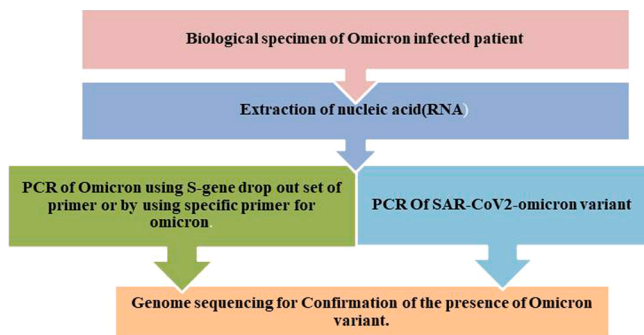 Biological specimen of Omicron infected patient
Extraction of nucleic acid(RNA)
PCR of Omicron using S-gene drop out set of
primer or by using specific primer for
omicron.
PCR Of SAR-CoV2-omicron variant
Genome sequencing for Confirmation of the presence of Omicron
variant.